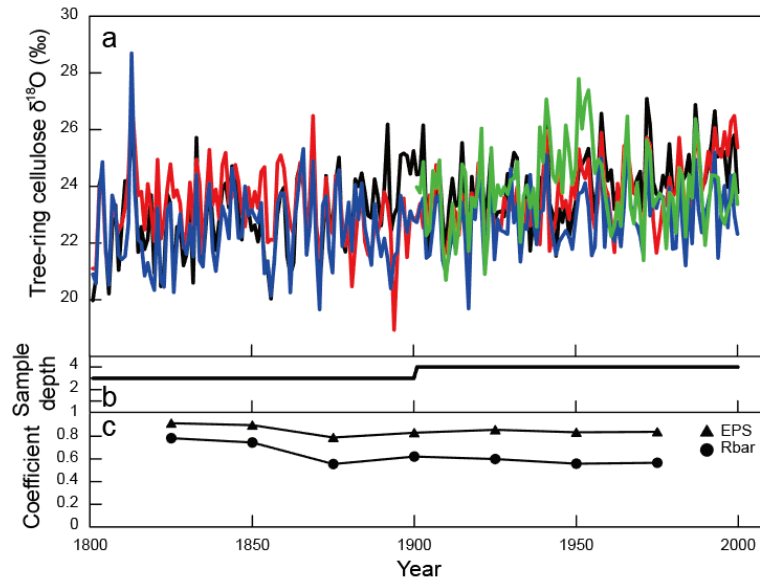 30
28
26
24
22
20
Tree-ring cellulose δ¹⁸O (‰)
a
4
2
Sample
depth
b
1
0.8
0.6
0.4
0.2
0
Coefficient
c
EPS
Rbar
1800
1850
1900
1950
2000
Year